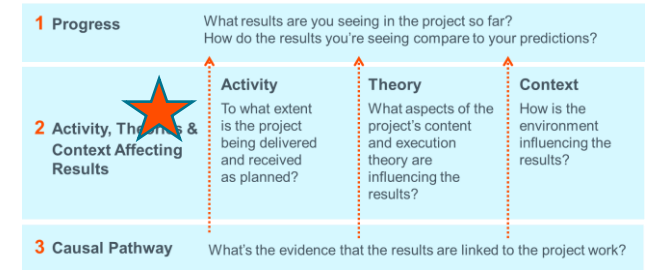 1 Progress
What results are you seeing in the project so far?
How do the results you're seeing compare to your predictions?
2 Activity, &
Context Affecting
Results
Activity
To what extent
is the project
being delivered
and received
as planned?
Theory
What aspects of the
project's content
and execution
theory are
influencing the
results?
Context
How is the
environment
influencing the
results?
3 Causal Pathway
What's the evidence that the results are linked to the project work?